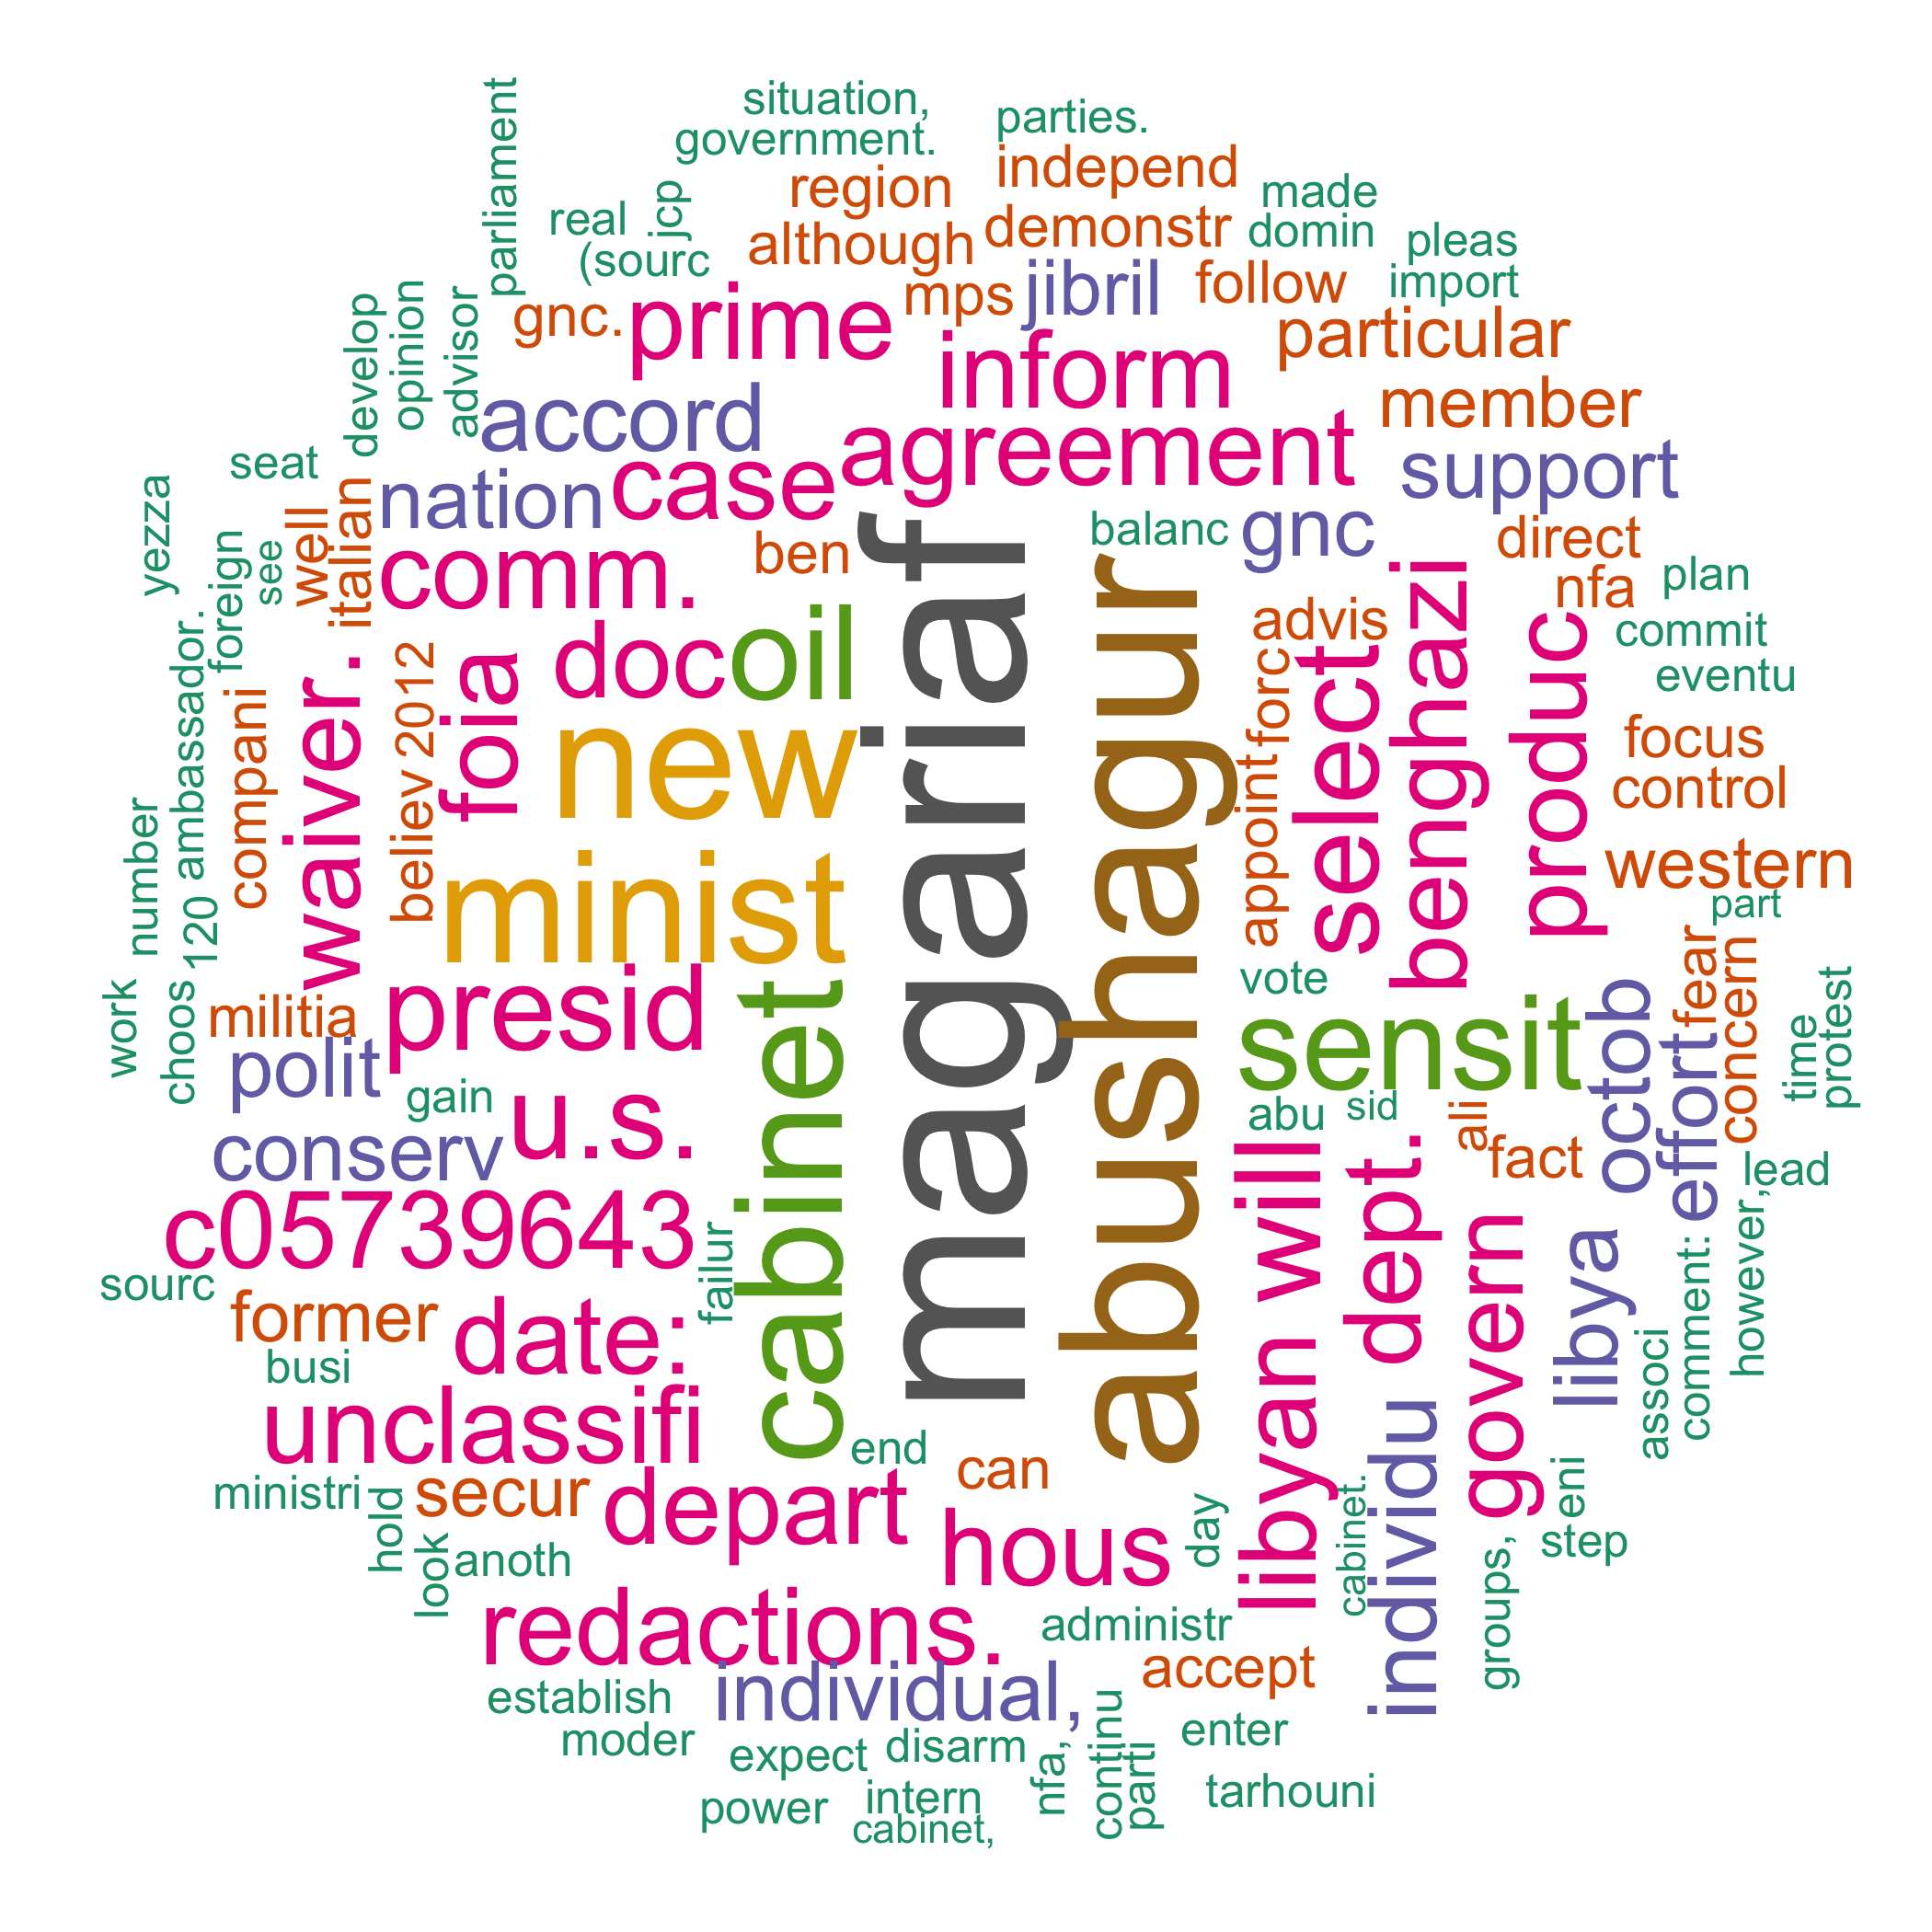 situation,
parties.
government.
parliament
region
independ
made
real
jcp
although
demonstr
domin
pleas
(sourc
mps
jibril
follow
import
develop
opinion
advisor
gnc.
prime
inform
particular
accord
member
seat
nation
case
agreement
support
yezza
foreign
see
well
italian
comm.
ben
balanc
gnc
direct
nfa
plan
ambassador.
waiver.
foia
doc
oil
magariaf
abushagur
advis
forc
select
benghazi
produc
commit
eventu
compani
believ
2012
new
focus
control
number
120
minist
appoint
western
part
work
choos
militia
presid
cabinet
vote
sensit
octob
fear
concern
time
protest
polit
gain
u.s.
abu
sid
ali
fact
effort
conserv
lead
c05739643
failur
libyan
will
dept.
govern
libya
however,
sourc
former
date:
associ
comment:
busi
unclassifi
end
can
individu
ministri
secur
depart
hous
day
cabinet.
eni
step
hold
look
anoth
groups,
redactions.
administr
accept
establish
individual,
moder
expect
disarm
nfa,
continu
parti
enter
power
intern
tarhouni
cabinet,